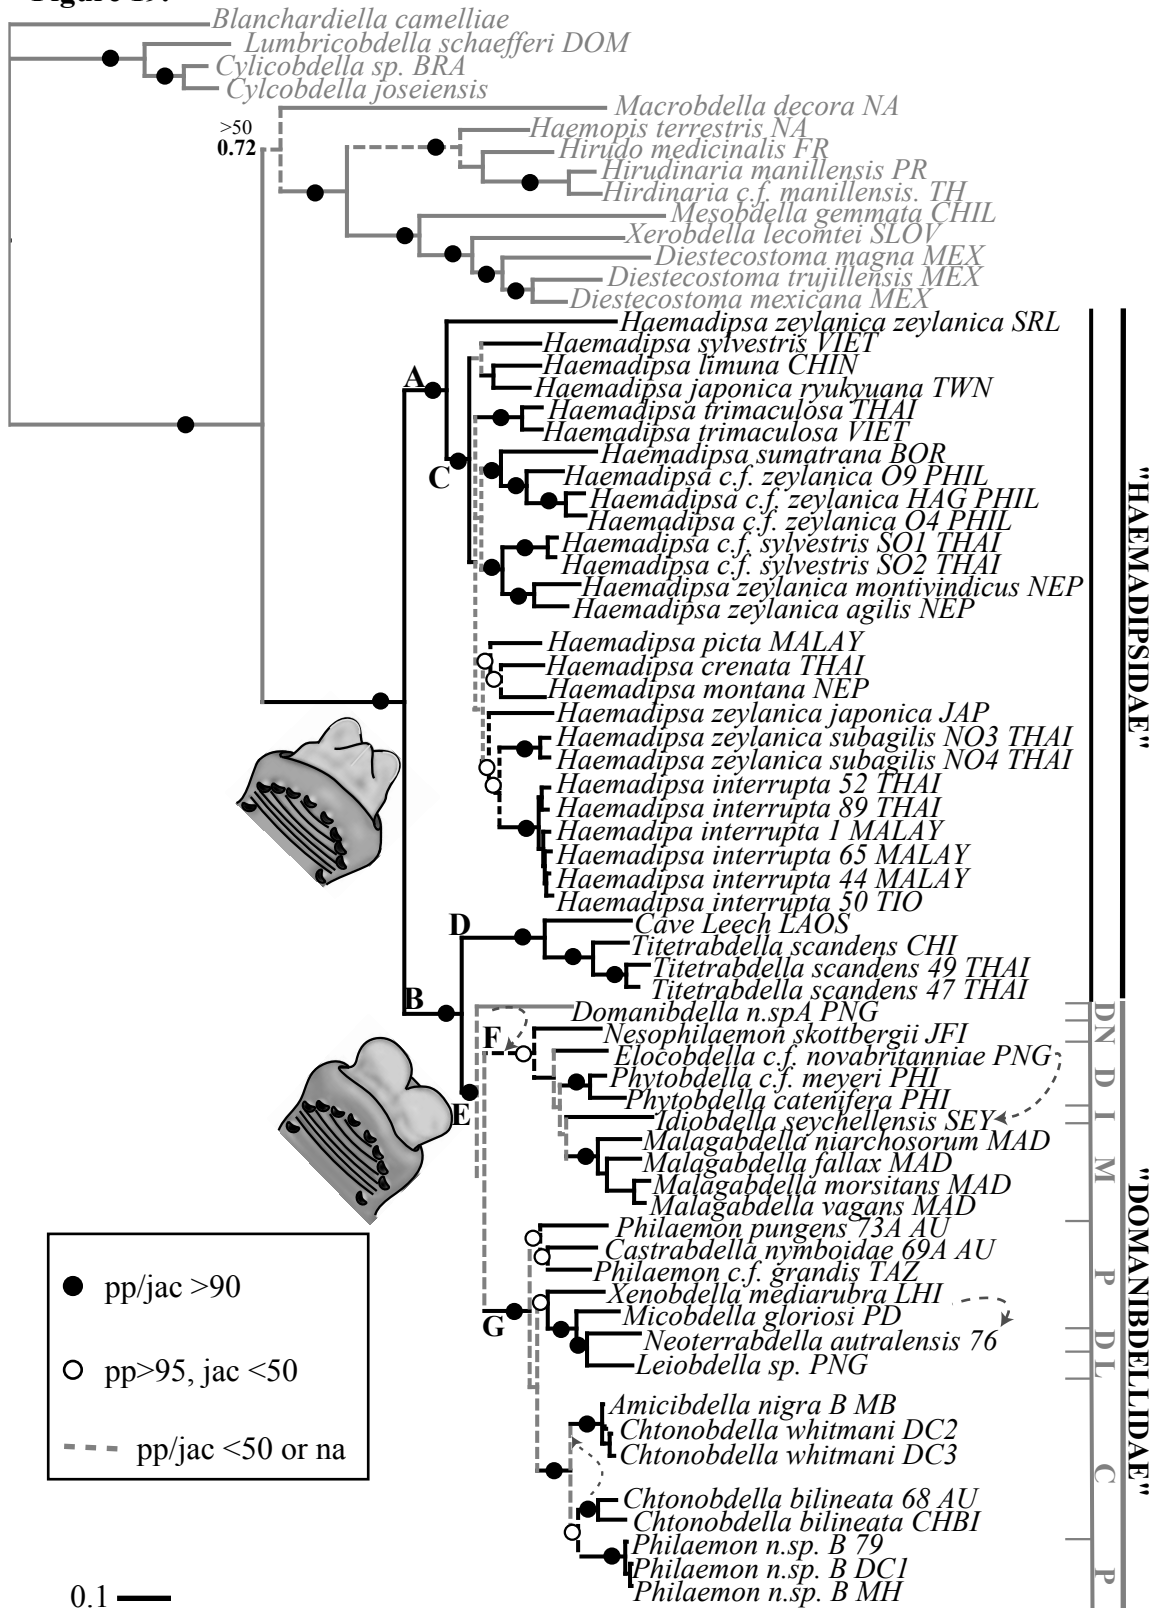 Figure 19.
Blanchardiella camelliae
Lumbricobdella schaefferi DOM
Cylicobdella sp. BRA
Cylcobdella joseiensis
Macrobdella decora NA
>50
0.72
Haemopis terrestris NA
Hirudo medicinalis FR
Hirudinaria manillensis PR
Hirdinaria c.f. manillensis. TH
Mesobdella gemmata CHIL
Xerobdella lecomtei SLOV
Diestecostoma magna MEX
Diestecostoma trujillensis MEX
Diestecostoma mexicana MEX
Haemadipsa zeylanica zeylanica SRL
Haemadipsa sylvestris VIET
Haemadipsa limuna CHIN
A
Haemadipsa japonica ryukyuana TWN
Haemadipsa trimaculosa THAI
Haemadipsa trimaculosa VIET
Haemadipsa sumatrana BOR
C
Haemadipsa c.f. zeylanica O9 PHIL
Haemadipsa c.f. zeylanica HAG PHIL
Haemadipsa c.f. zeylanica O4 PHIL
Haemadipsa c.f. sylvestris SO1 THAI
Haemadipsa c.f. sylvestris SO2 THAI
Haemadipsa zeylanica montivindicus NEP
Haemadipsa zeylanica agilis NEP
"HAEMADIPSIDAE"
Haemadipsa picta MALAY
Haemadipsa crenata THAI
Haemadipsa montana NEP
Haemadipsa zeylanica japonica JAP
Haemadipsa zeylanica subagilis NO3 THAI
Haemadipsa zeylanica subagilis NO4 THAI
Haemadipsa interrupta 52 THAI
Haemadipsa interrupta 89 THAI
Haemadipa interrupta 1 MALAY
Haemadipsa interrupta 65 MALAY
Haemadipsa interrupta 44 MALAY
Haemadipsa interrupta 50 TIO
D
Cave Leech LAOS
Titetrabdella scandens CHI
Titetrabdella scandens 49 THAI
Titetrabdella scandens 47 THAI
B
Domanibdella n.spA PNG
D
F
Nesophilaemon skottbergii JFI
N
Elocobdella c.f. novabritanniae PNG
Phytobdella c.f. meyeri PHI
D
Phytobdella catenifera PHI
E
Idiobdella seychellensis SEY
I
Malagabdella niarchosorum MAD
Malagabdella fallax MAD
M
Malagabdella morsitans MAD
Malagabdella vagans MAD
Philaemon pungens 73A AU
Castrabdella nymboidae 69A AU
Philaemon c.f. grandis TAZ
P
Xenobdella mediarubra LHI
G
Micobdella gloriosi PD
Neoterrabdella autralensis 76
D
Leiobdella sp. PNG
L
"DOMANIBDELLIDAE"
Amicibdella nigra B MB
Chtonobdella whitmani DC2
Chtonobdella whitmani DC3
C
Chtonobdella bilineata 68 AU
Chtonobdella bilineata CHBI
Philaemon n.sp. B 79
Philaemon n.sp. B DC1
P
Philaemon n.sp. B MH
pp/jac >90
pp>95, jac <50
pp/jac <50 or na
0.1